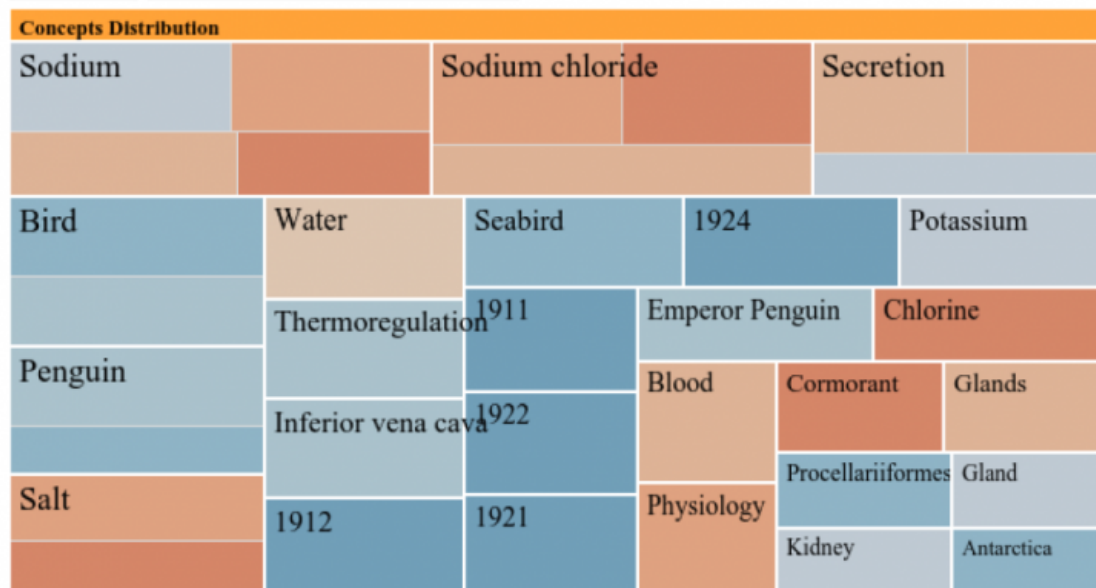 Concepts Distribution
Sodium
Sodium chloride
Secretion
Bird
Water
Seabird
1924
Potassium
Thermoregulation
1911
Emperor Penguin
Chlorine
Penguin
Blood
Cormorant
Glands
Inferior vena cava
1922
Procellariiformes
Gland
Salt
Physiology
1912
1921
Kidney
Antarctica